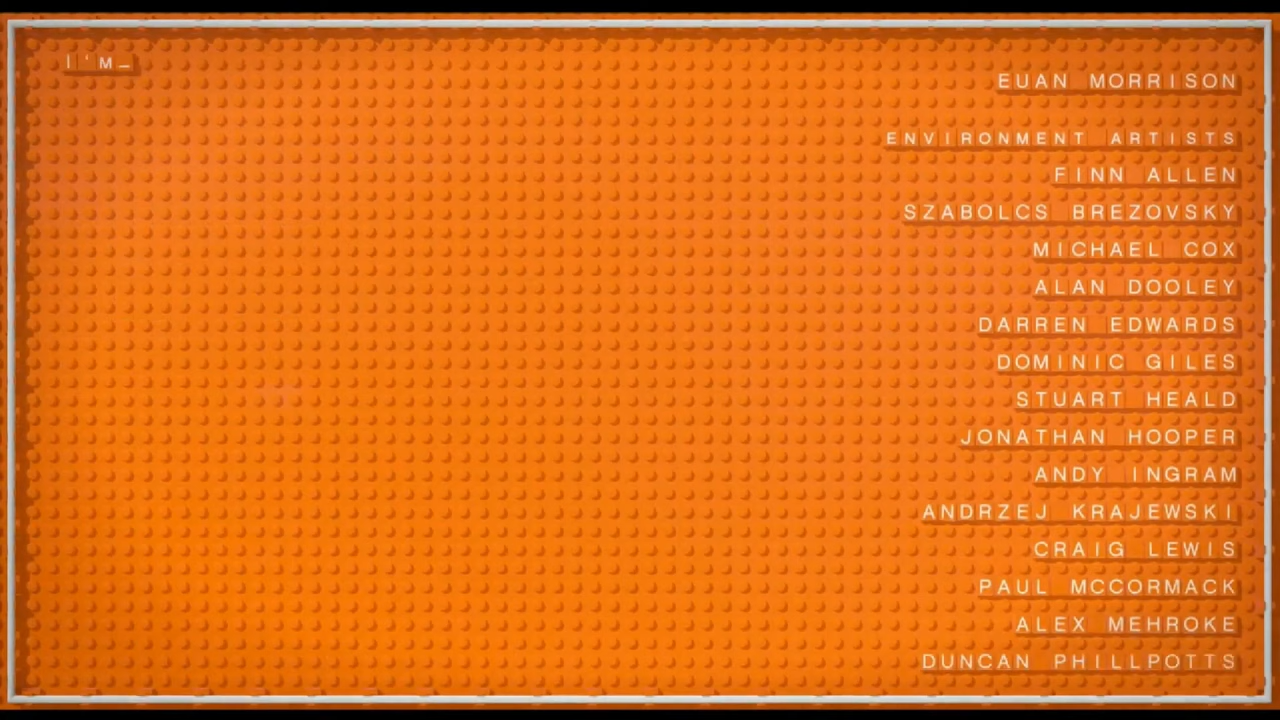 I'M_
EUAN MORRISON
ENVIRONMENT ARTISTS
FINN ALLEN
SZABOLCS BREZOVSKY
MICHAEL COX
ALAN DOOLEY
DARREN EDWARDS
DOMINIC GILES
STUART HEALD
JONATHAN HOOPER
ANDY INGRAM
ANDRZEJ KRAJEWSKI
CRAIG LEWIS
PAUL MCCORMACK
ALEX MEHROKE
DUNCAN PHILLPOTTS